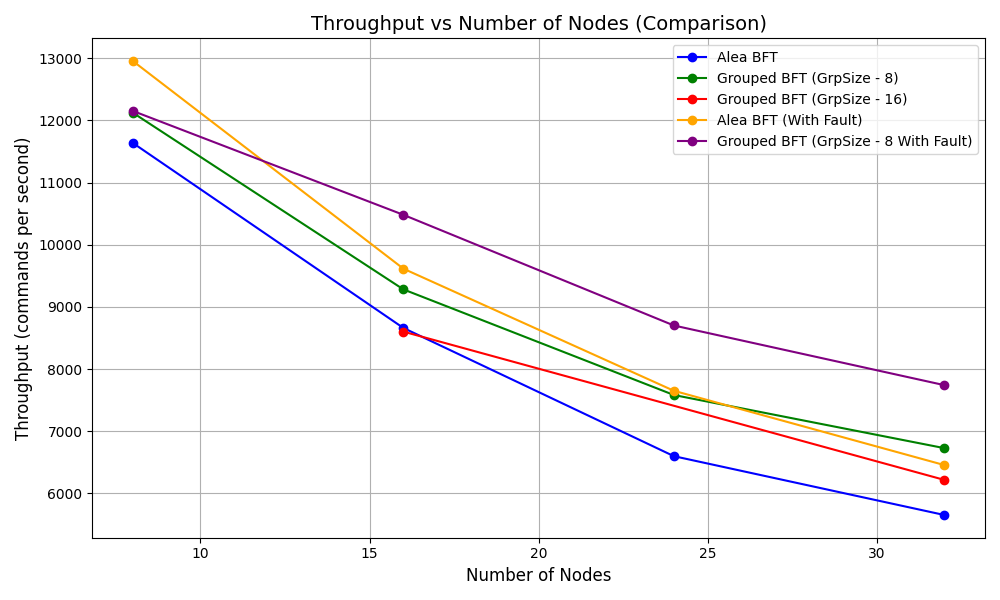 Throughput vs Number of Nodes (Comparison)
Throughput (commands per second)
13000
12000
11000
10000
9000
8000
7000
6000
Alea BFT
Grouped BFT (GrpSize - 8)
Grouped BFT (GrpSize - 16)
Alea BFT (With Fault)
Grouped BFT (GrpSize - 8 With Fault)
10
15
20
25
30
Number of Nodes